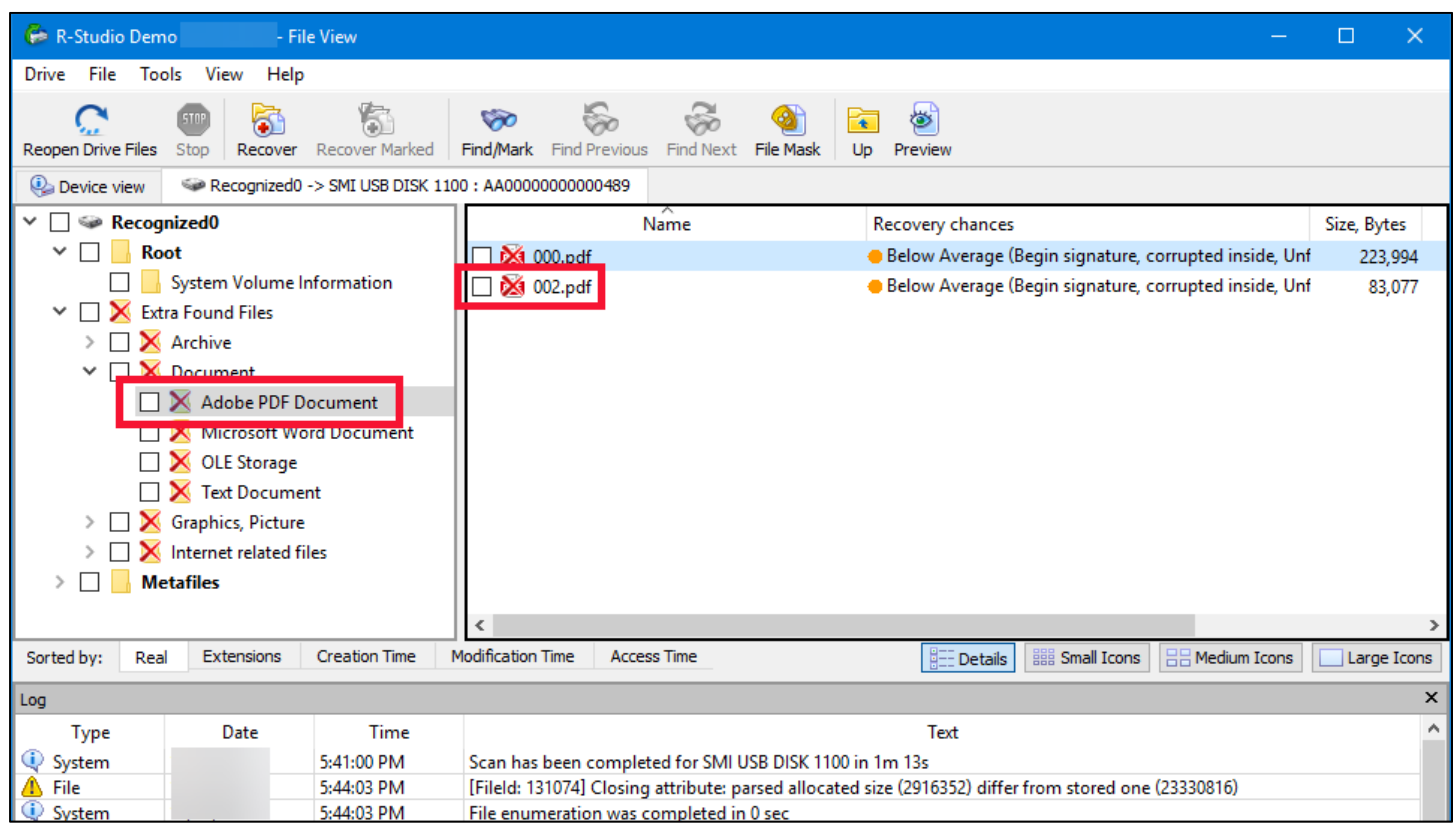 R-Studio Demo - File View
Drive File Tools View Help
STOP
Reopen Drive Files Stop Recover Recover Marked Find/Mark Find Previous Find Next File Mask Up Preview
Device view Recognized0 -> SMI USB DISK 1100 : AA00000000000489
Recognized0
Root
System Volume Information
Extra Found Files
Archive
Document
Adobe PDF Document
Microsoft Word Document
OLE Storage
Text Document
Graphics, Picture
Internet related files
Metafiles
Name Recovery chances Size, Bytes
000.pdf Below Average (Begin signature, corrupted inside, Unf 223,994
002.pdf Below Average (Begin signature, corrupted inside, Unf 83,077
Sorted by: Real Extensions Creation Time Modification Time Access Time Details Small Icons Medium Icons Large Icons
Log
Type Date Time Text
System 5:41:00 PM Scan has been completed for SMI USB DISK 1100 in 1m 13s
File 5:44:03 PM [FileId: 131074] Closing attribute: parsed allocated size (2916352) differ from stored one (23330816)
System 5:44:03 PM File enumeration was completed in 0 sec